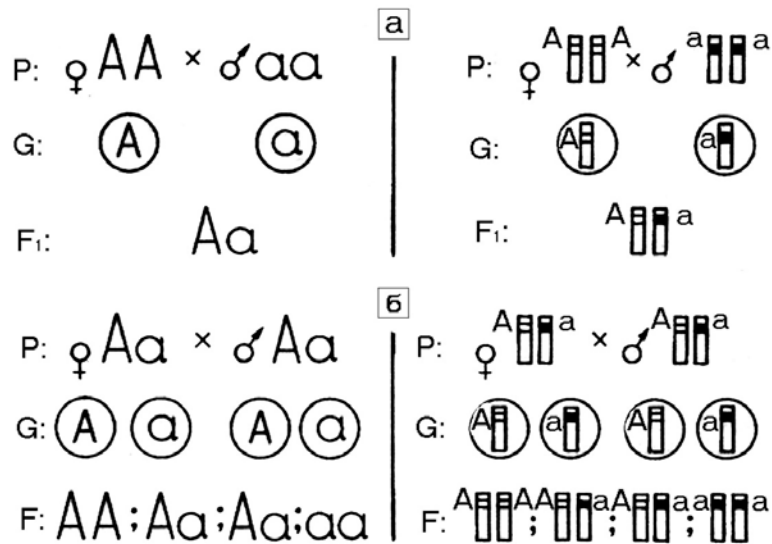 а
P: ♀ AA × ♂ aa
A A × a a
G: A a
A a
F₁: Aa
F₁: A a
б
P: ♀ Aa × ♂ Aa
P: ♀ A a × ♂ A a
G: A a A a
G: A a A a
F: AA ; Aa ; Aa ; aa
F: A A ; A a ; A a ; a a